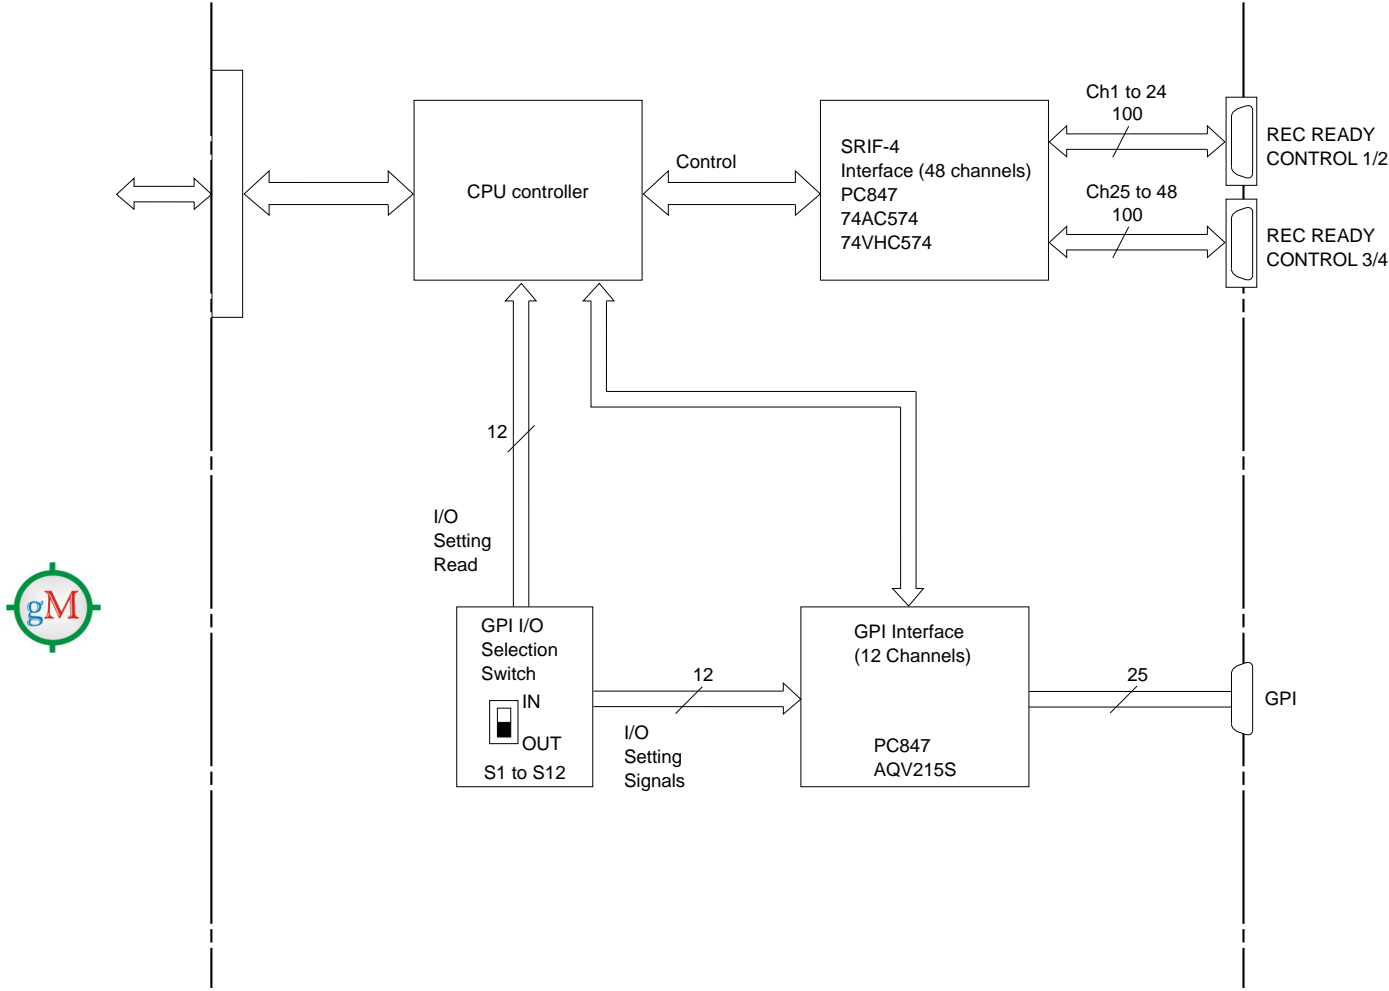 Ch1 to 24
100
REC READY
CONTROL 1/2
SRIF-4
Interface (48 channels)
PC847
74AC574
74VHC574
Control
CPU controller
Ch25 to 48
100
REC READY
CONTROL 3/4
12
I/O
Setting
Read
gM
GPI I/O
Selection
Switch
IN
OUT
S1 to S12
12
I/O
Setting
Signals
GPI Interface
(12 Channels)
PC847
AQV215S
25
GPI